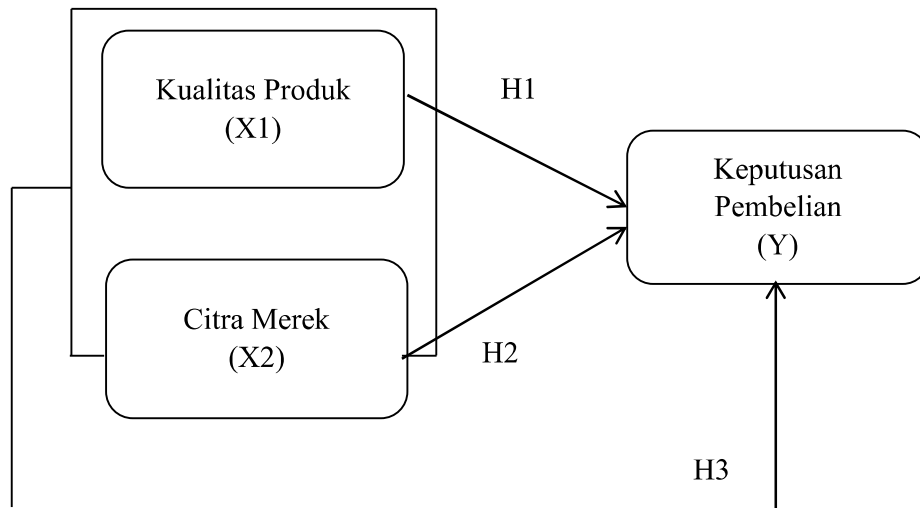 Kualitas Produk
(X1)
H1
Keputusan
Pembelian
(Y)
Citra Merek
(X2)
H2
H3